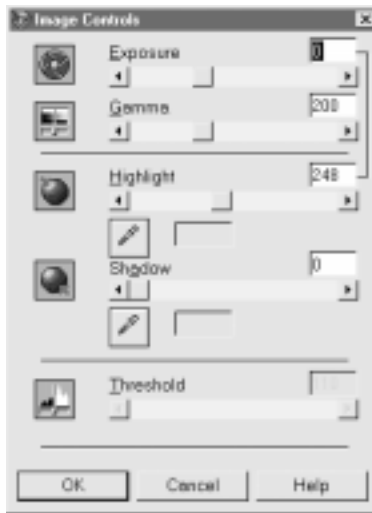 Image Controls
Exposure 0
Gamma 200
Highlight 248
Shadow 0
Threshold
OK Cancel Help